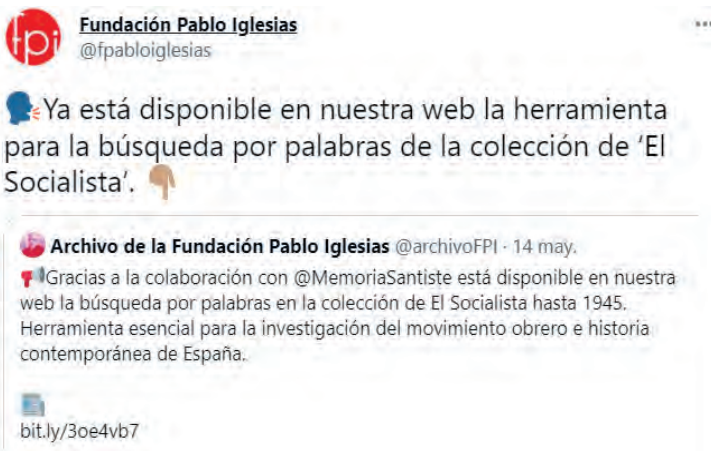 fpi
Fundación Pablo Iglesias
@fpabloiglesias
🗣️Ya está disponible en nuestra web la herramienta
para la búsqueda por palabras de la colección de ‘El
Socialista’. 👇🏽
Archivo de la Fundación Pablo Iglesias @archivoFPI · 14 may.
📢Gracias a la colaboración con @MemoriaSantiste está disponible en nuestra
web la búsqueda por palabras en la colección de El Socialista hasta 1945.
Herramienta esencial para la investigación del movimiento obrero e historia
contemporánea de España.
📰
bit.ly/3oe4vb7